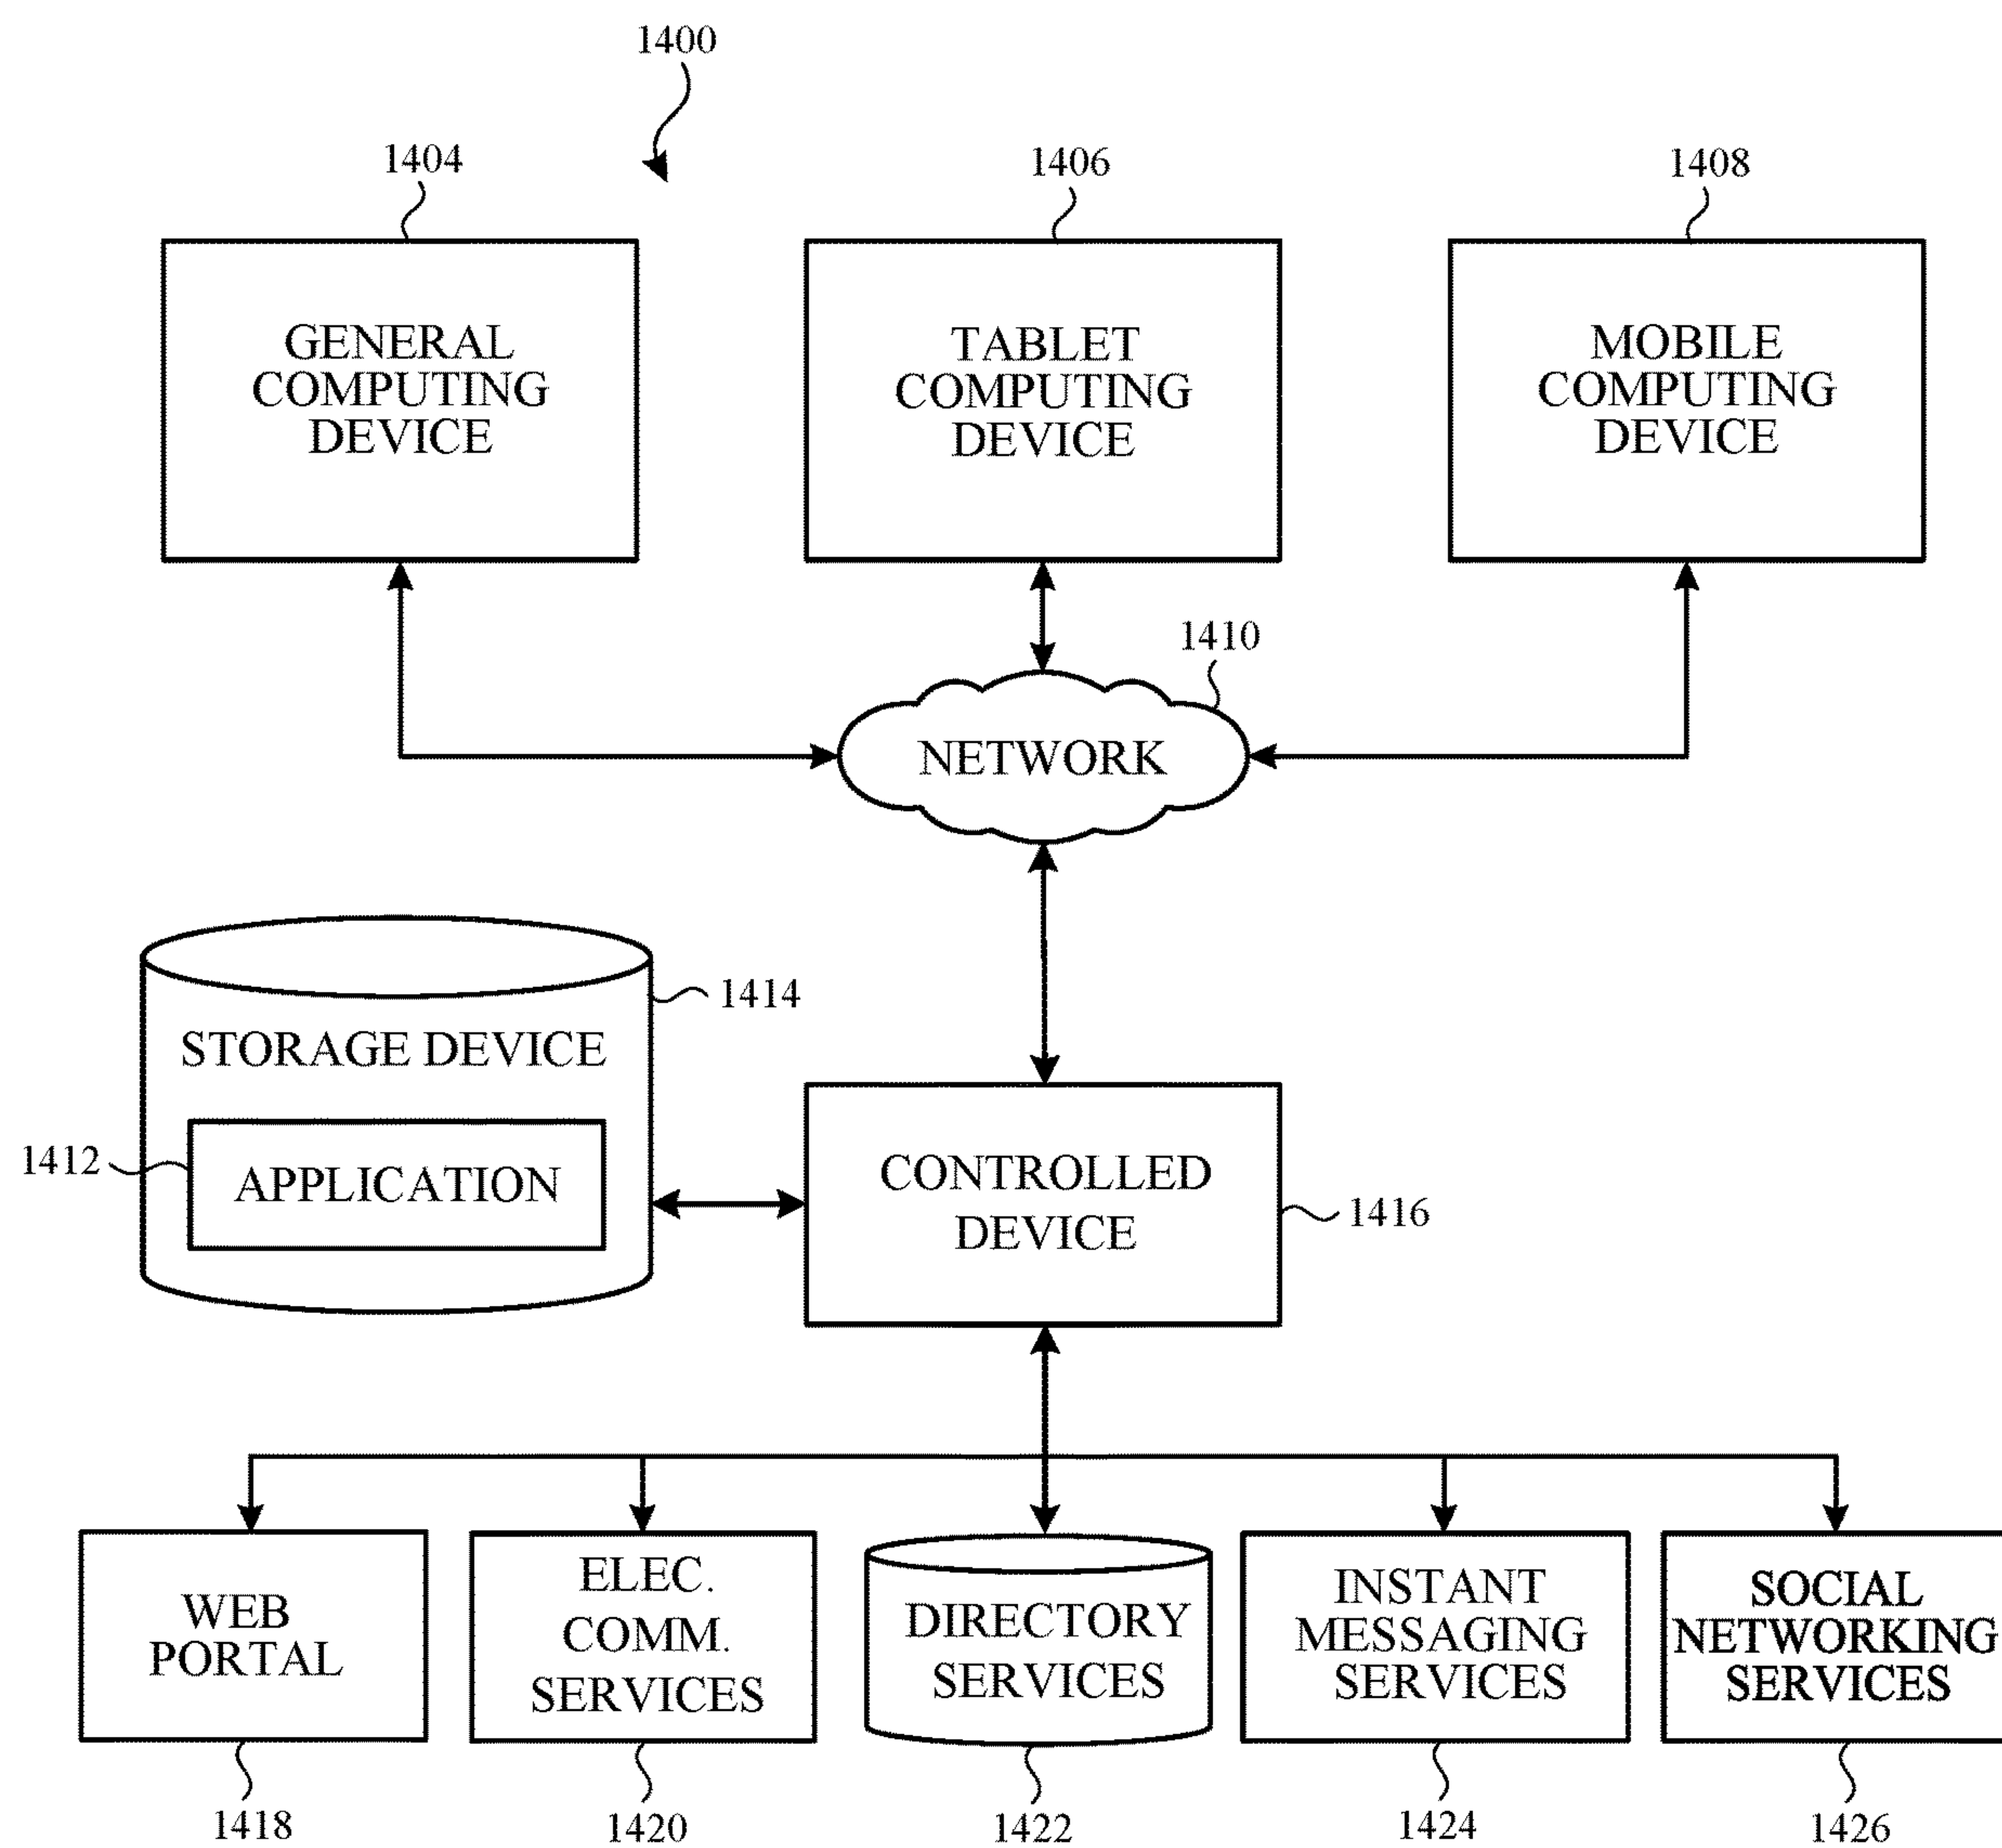 1400
1404
1406
1408
GENERAL
COMPUTING
DEVICE
TABLET
COMPUTING
DEVICE
MOBILE
COMPUTING
DEVICE
1410
NETWORK
1414
STORAGE DEVICE
1412
APPLICATION
CONTROLLED
DEVICE
1416
WEB
PORTAL
ELEC.
COMM.
SERVICES
DIRECTORY
SERVICES
INSTANT
MESSAGING
SERVICES
SOCIAL
NETWORKING
SERVICES
1418
1420
1422
1424
1426